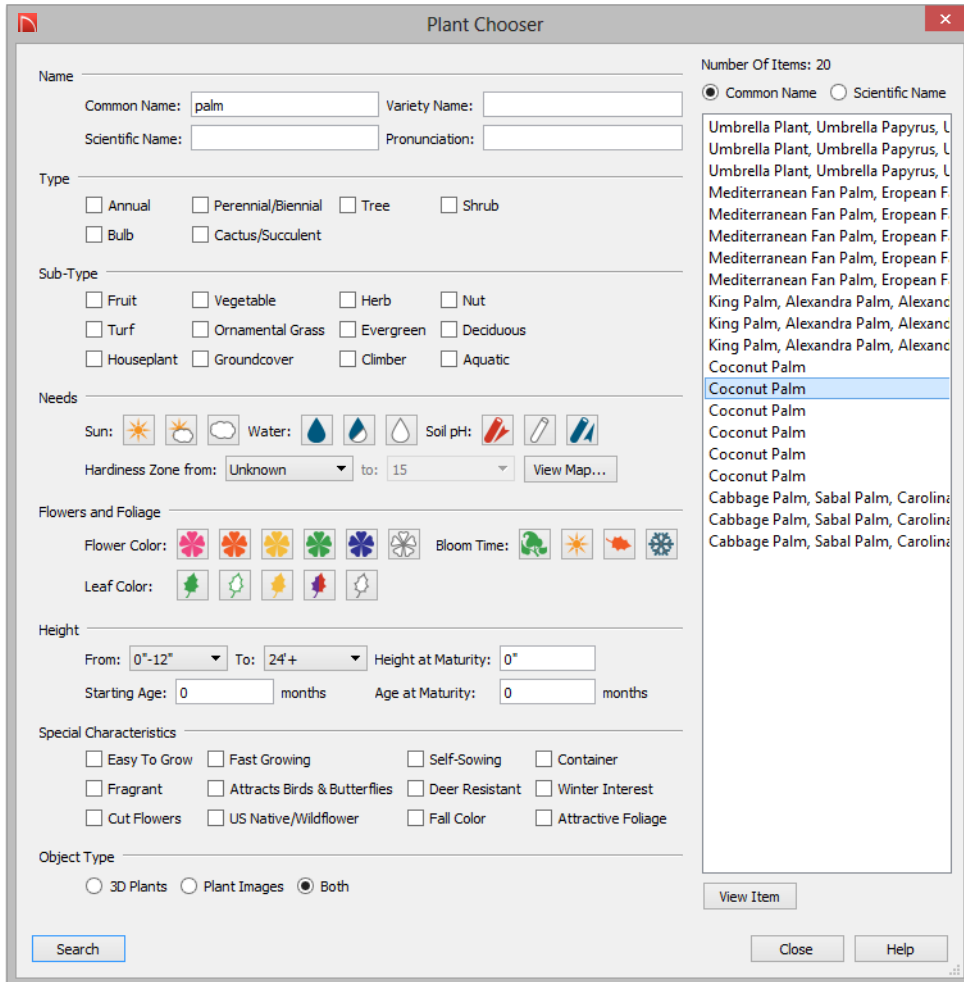 Plant Chooser
Name
Common Name: palm Variety Name:
Scientific Name: Pronunciation:
Type
Annual Perennial/Biennial Tree Shrub
Bulb Cactus/Succulent
Sub-Type
Fruit Vegetable Herb Nut
Turf Ornamental Grass Evergreen Deciduous
Houseplant Groundcover Climber Aquatic
Needs
Sun: Water: Soil pH:
Hardiness Zone from: Unknown to: 15 View Map...
Flowers and Foliage
Flower Color: Bloom Time:
Leaf Color:
Height
From: 0"-12" To: 24'+ Height at Maturity: 0"
Starting Age: 0 months Age at Maturity: 0 months
Special Characteristics
Easy To Grow Fast Growing Self-Sowing Container
Fragrant Attracts Birds & Butterflies Deer Resistant Winter Interest
Cut Flowers US Native/Wildflower Fall Color Attractive Foliage
Object Type
3D Plants Plant Images Both
Search
Number Of Items: 20
Common Name Scientific Name
Umbrella Plant, Umbrella Papyrus, U
Umbrella Plant, Umbrella Papyrus, U
Umbrella Plant, Umbrella Papyrus, U
Mediterranean Fan Palm, Eropean F
Mediterranean Fan Palm, Eropean F
Mediterranean Fan Palm, Eropean F
Mediterranean Fan Palm, Eropean F
Mediterranean Fan Palm, Eropean F
King Palm, Alexandra Palm, Alexand
King Palm, Alexandra Palm, Alexand
King Palm, Alexandra Palm, Alexand
Coconut Palm
Coconut Palm
Coconut Palm
Coconut Palm
Coconut Palm
Coconut Palm
Cabbage Palm, Sabal Palm, Carolina
Cabbage Palm, Sabal Palm, Carolina
Cabbage Palm, Sabal Palm, Carolina
View Item
Close Help